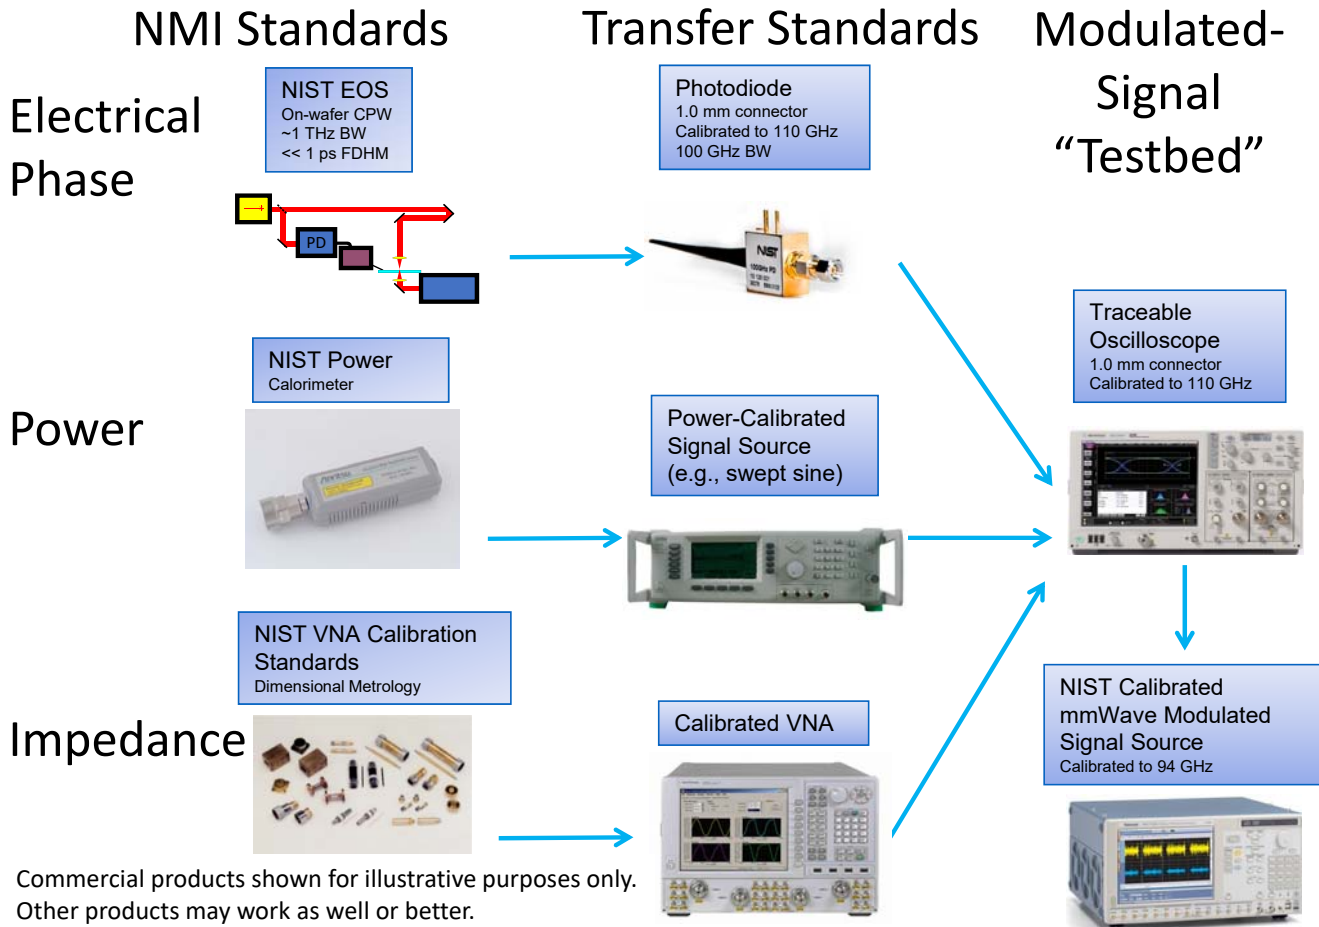 NMI Standards
Transfer Standards
Modulated-
Signal
“Testbed”
Electrical
Phase
NIST EOS
On-wafer CPW
~1 THz BW
<< 1 ps FDHM
PD
Photodiode
1.0 mm connector
Calibrated to 110 GHz
100 GHz BW
NIST
100GHz PD
Traceable
Oscilloscope
1.0 mm connector
Calibrated to 110 GHz
Power
NIST Power
Calorimeter
Power-Calibrated
Signal Source
(e.g., swept sine)
Impedance
NIST VNA Calibration
Standards
Dimensional Metrology
Calibrated VNA
NIST Calibrated
mmWave Modulated
Signal Source
Calibrated to 94 GHz
Commercial products shown for illustrative purposes only.
Other products may work as well or better.